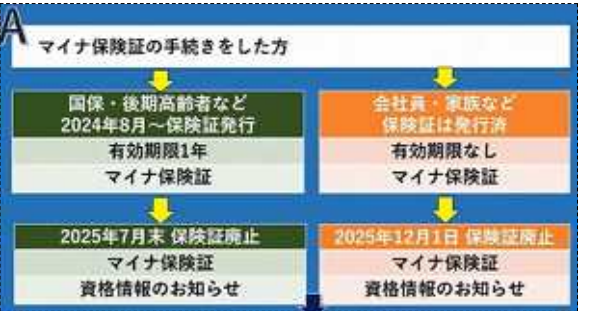 A
マイナ保険証の手続きをした方
国保・後期高齢者など
2024年8月～保険証発行
有効期限1年
マイナ保険証
会社員・家族など
保険証は発行済
有効期限なし
マイナ保険証
2025年7月末 保険証廃止
マイナ保険証
資格情報のお知らせ
2025年12月1日 保険証廃止
マイナ保険証
資格情報のお知らせ